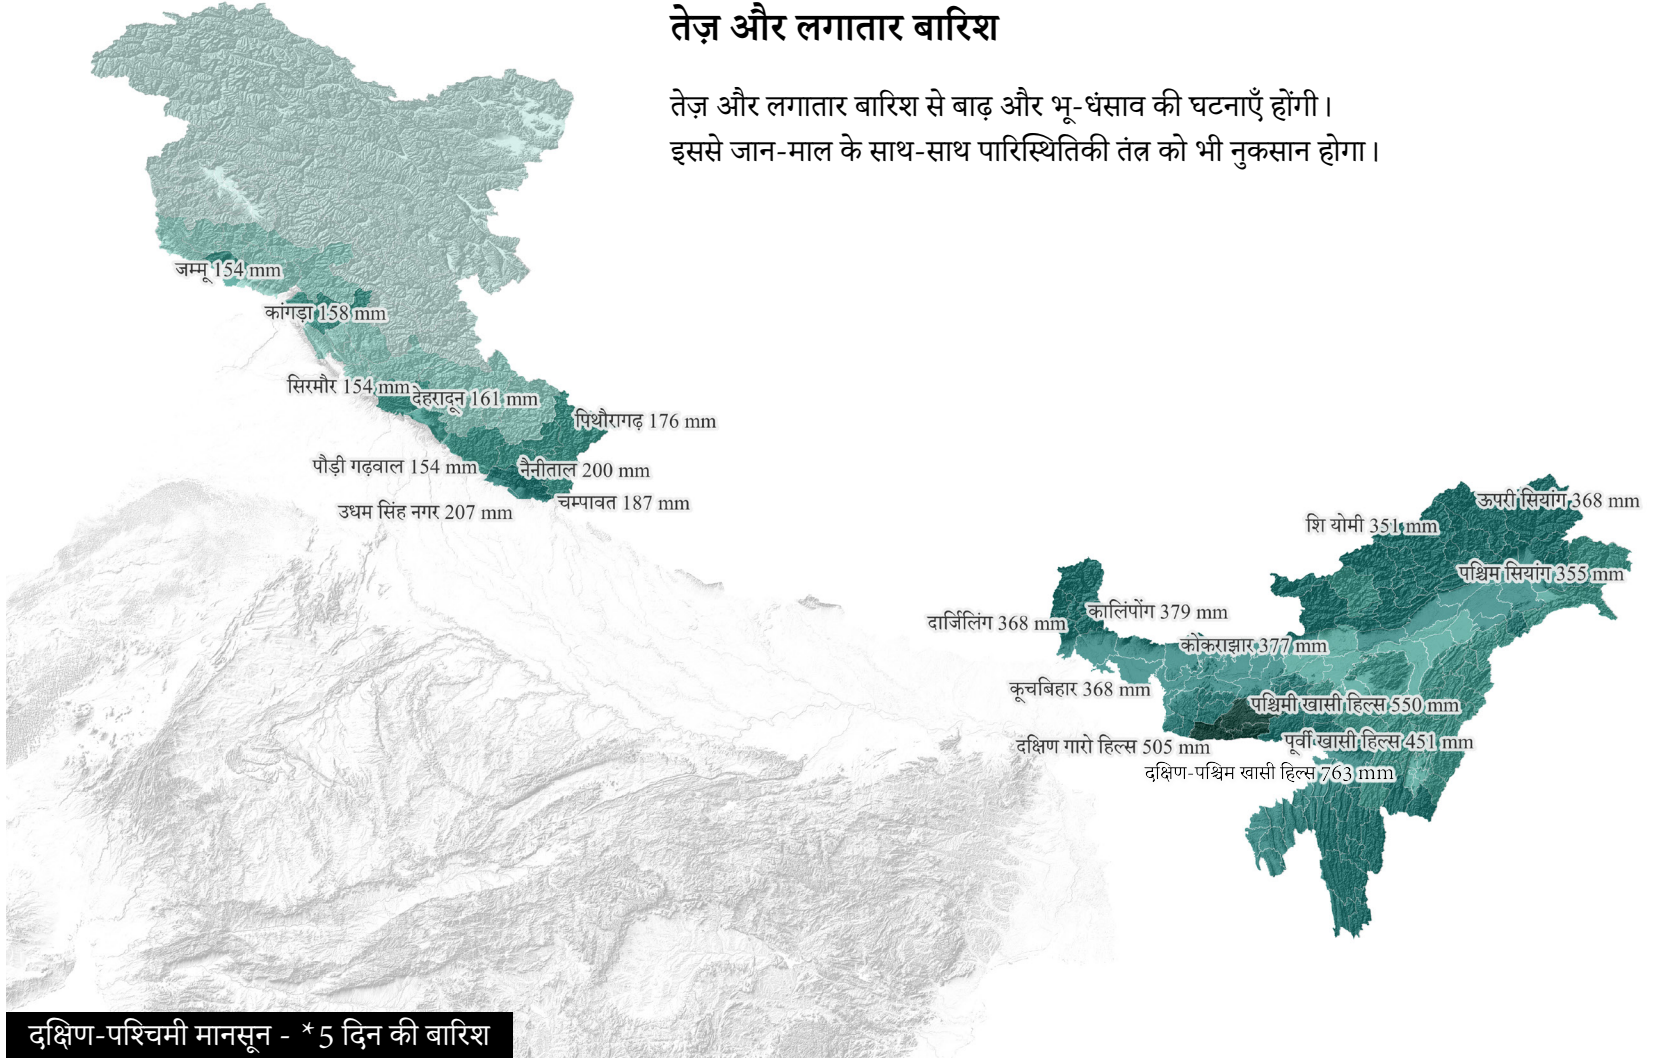 तेज़ और लगातार बारिश
तेज़ और लगातार बारिश से बाढ़ और भू-धंसाव की घटनाएँ होंगी।
इससे जान-माल के साथ-साथ पारिस्थितिकी तंत्र को भी नुकसान होगा।
जम्मू 154 mm
कांगड़ा 158 mm
सिरमौर 154 mm
देहरादून 161 mm
पिथौरागढ़ 176 mm
पौड़ी गढ़वाल 154 mm
नैनीताल 200 mm
चम्पावत 187 mm
उधम सिंह नगर 207 mm
ऊपरी सियांग 368 mm
शि योमी 351 mm
पश्चिम सियांग 355 mm
कालिंपोंग 379 mm
दार्जिलिंग 368 mm
कोकराझार 377 mm
कूचबिहार 368 mm
पश्चिमी खासी हिल्स 550 mm
पूर्वी खासी हिल्स 451 mm
दक्षिण गारो हिल्स 505 mm
दक्षिण-पश्चिम खासी हिल्स 763 mm
दक्षिण-पश्चिमी मानसून - *5 दिन की बारिश